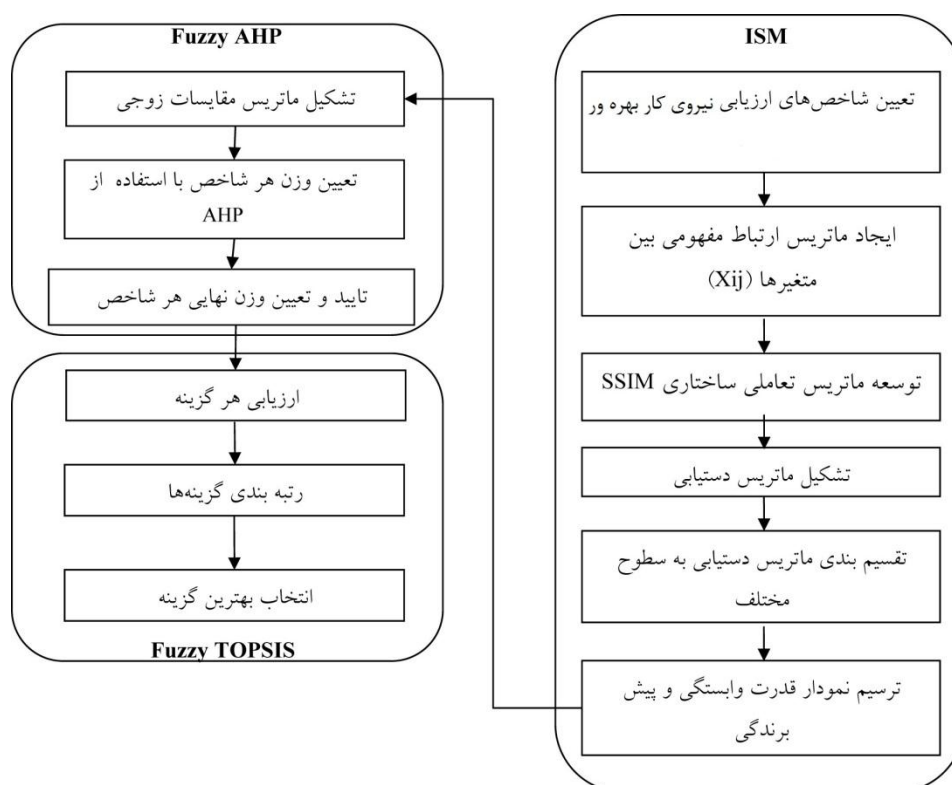 ISM
تعیین شاخص‌های ارزیابی نیروی کار بهره ور
ایجاد ماتریس ارتباط مفهومی بین
متغیرها (Xij)
توسعه ماتریس تعاملی ساختاری SSIM
تشکیل ماتریس دستیابی
تقسیم بندی ماتریس دستیابی به سطوح
مختلف
ترسیم نمودار قدرت وابستگی و پیش
برندگی
Fuzzy AHP
تشکیل ماتریس مقایسات زوجی
تعیین وزن هر شاخص با استفاده از
AHP
تایید و تعیین وزن نهایی هر شاخص
ارزیابی هر گزینه
رتبه بندی گزینه‌ها
انتخاب بهترین گزینه
Fuzzy TOPSIS